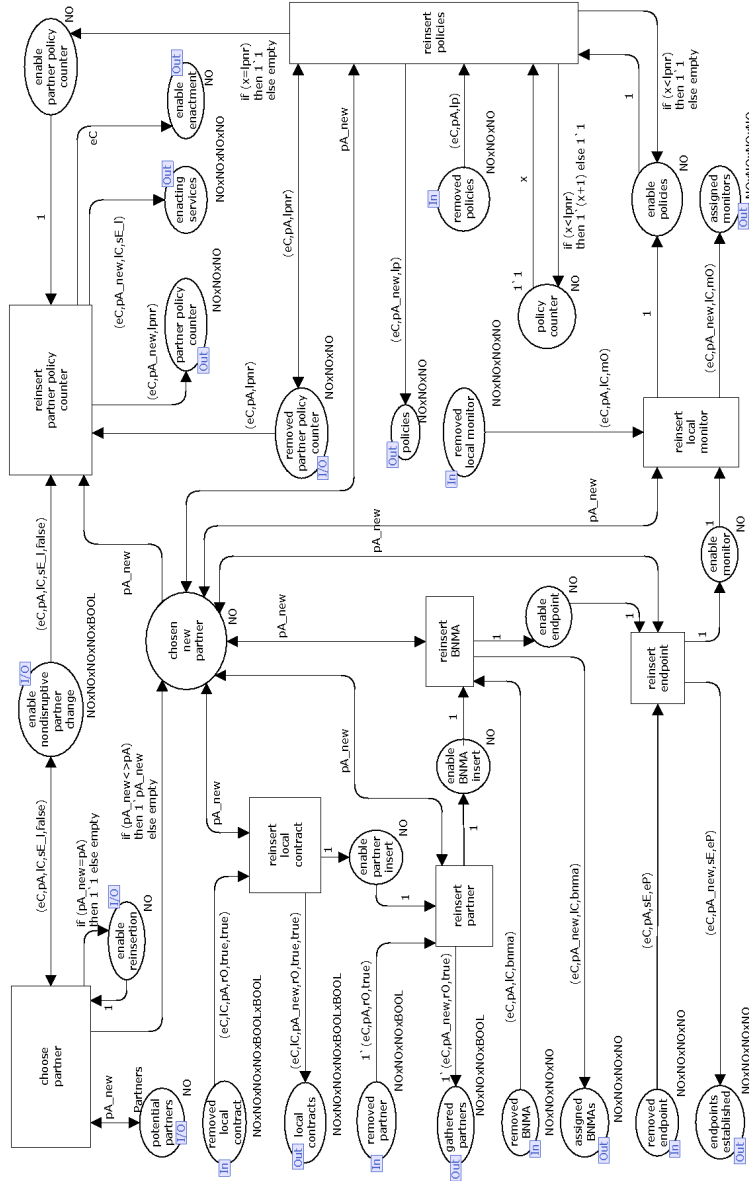 choose
partner
pA_new
Partners
potential
partners
I/O
NO
1
enable
reinsertion
I/O
NO
if (pA_new=pA)
then 1`1 else empty
(eC,pA,lC,sE_l,false)
if (pA_new<>pA)
then 1`pA_new
else empty
enable
nondisruptive
partner
change
I/O
NOxNOxNOxNOxBOOL
(eC,pA,lC,sE_l,false)
pA_new
chosen
new
partner
NO
reinsert
partner policy
counter
1
enable
partner policy
counter
NO
eC
enable
enactment
Out
NO
(eC,pA_new,lC,sE_l)
enacting
services
Out
NOxNOxNOxNO
(eC,pA_new,lpnr)
partner policy
counter
Out
NOxNOxNO
(eC,pA,lpnr)
removed
partner policy
counter
I/O
NOxNOxNO
(eC,pA,lpnr)
if (x=lpnr)
then 1`1
else empty
reinsert
policies
pA_new
(eC,pA_new,lp)
policies
Out
NOxNOxNO
(eC,pA,lp)
removed
policies
In
NOxNOxNO
x
1`1
policy
counter
NO
if (x<lpnr)
then 1`(x+1) else 1`1
1
if (x<lpnr)
then 1`1
else empty
enable
policies
NO
1
assigned
monitors
Out
(eC,pA_new,lC,mO)
removed
local monitor
In
NOxNOxNOxNO
(eC,pA,lC,mO)
reinsert
local
monitor
pA_new
1
enable
monitor
NO
1
removed
local
contract
In
NOxNOxNOxNOxBOOLxBOOL
(eC,lC,pA,rO,true,true)
reinsert
local
contract
pA_new
1
enable
partner
insert
NO
1
local
contracts
Out
NOxNOxNOxNOxBOOLxBOOL
(eC,lC,pA_new,rO,true,true)
removed
partner
In
NOxNOxNOxBOOL
1`(eC,pA,rO,true)
reinsert
partner
pA_new
1
enable
BNMA
insert
NO
1
gathered
partners
Out
NOxNOxNOxBOOL
1`(eC,pA_new,rO,true)
removed
BNMA
In
NOxNOxNOxNO
(eC,pA,lC,bnma)
reinsert
BNMA
pA_new
1
enable
endpoint
NO
1
assigned
BNMAs
Out
NOxNOxNOxNO
(eC,pA_new,lC,bnma)
removed
endpoint
In
NOxNOxNOxNO
(eC,pA,sE,eP)
reinsert
endpoint
pA_new
endpoints
established
Out
NOxNOxNOxNO
(eC,pA_new,sE,eP)